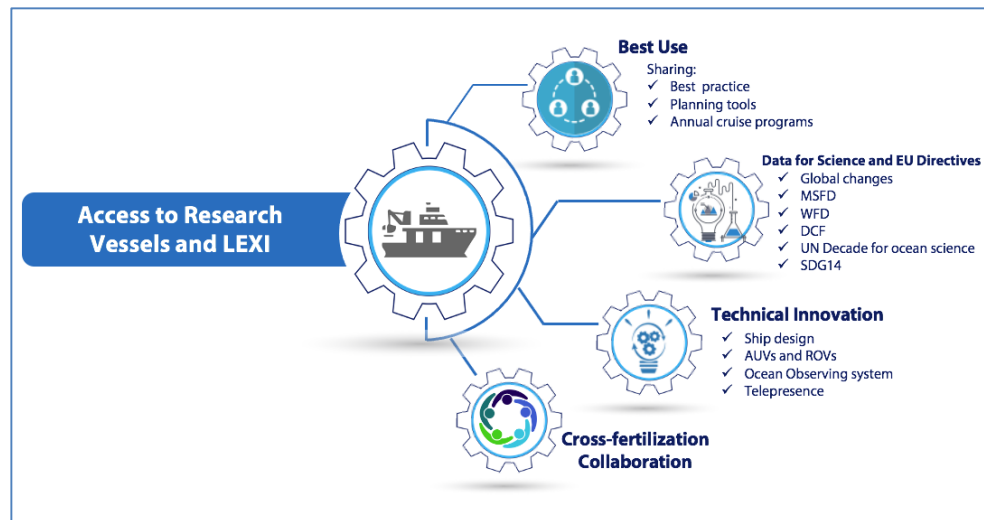 Access to Research
Vessels and LEXI
Best Use
Sharing:
✓ Best practice
✓ Planning tools
✓ Annual cruise programs
Data for Science and EU Directives
✓ Global changes
✓ MSFD
✓ WFD
✓ DCF
✓ UN Decade for ocean science
✓ SDG14
Technical Innovation
✓ Ship design
✓ AUVs and ROVs
✓ Ocean Observing system
✓ Telepresence
Cross-fertilization
Collaboration